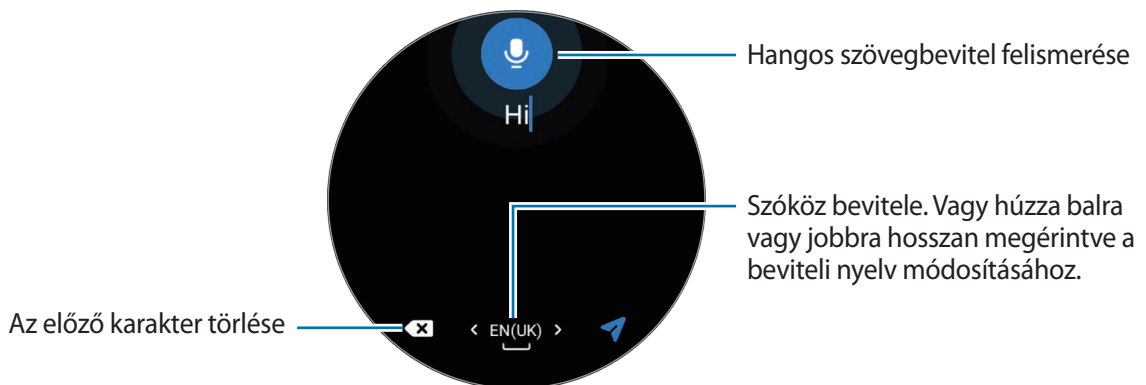 Hangos szövegbevitel felismerése
Hi
Szóköz bevitele. Vagy húzza balra
vagy jobbra hosszan megérintve a
beviteli nyelv módosításához.
Az előző karakter törlése
< EN(UK) >